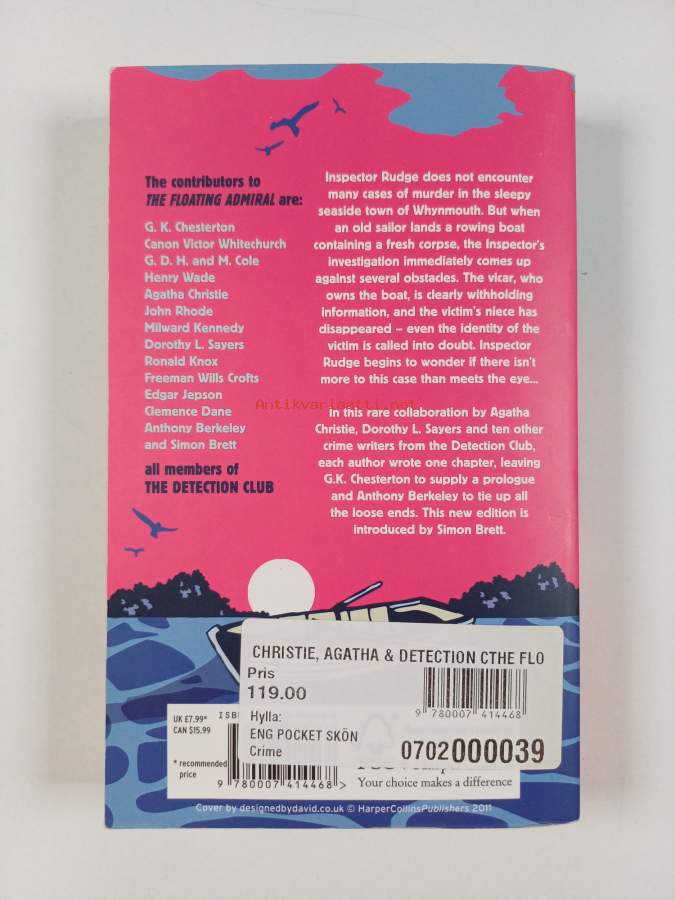 The contributors to
THE FLOATING ADMIRAL are:
G. K. Chesterton
Canon Victor Whitechurch
G. D. H. and M. Cole
Henry Wade
Agatha Christie
John Rhode
Milward Kennedy
Dorothy L. Sayers
Ronald Knox
Freeman Wills Crofts
Edgar Jepson
Clemence Dane
Anthony Berkeley
and Simon Brett
all members of
THE DETECTION CLUB
Inspector Rudge does not encounter
many cases of murder in the sleepy
seaside town of Whynmouth. But when
an old sailor lands a rowing boat
containing a fresh corpse, the Inspector's
investigation immediately comes up
against several obstacles. The vicar, who
owns the boat, is clearly withholding
information, and the victim's niece has
disappeared – even the identity of the
victim is called into doubt. Inspector
Rudge begins to wonder if there isn't
more to this case than meets the eye...
Antikvariaatti.net
In this rare collaboration by Agatha
Christie, Dorothy L. Sayers and ten other
crime writers from the Detection Club,
each author wrote one chapter, leaving
G.K. Chesterton to supply a prologue
and Anthony Berkeley to tie up all
the loose ends. This new edition is
introduced by Simon Brett.
CHRISTIE, AGATHA & DETECTION CTHE FLO
Pris
119.00
9 780007 414468
Hylla:
ENG POCKET SKÖN
Crime
0702000039
UK £7.99*
CAN $15.99
* recommended
price
ISB
9 780007 414468 >
Your choice makes a difference
Cover by designedbydavid.co.uk © HarperCollinsPublishers 2011